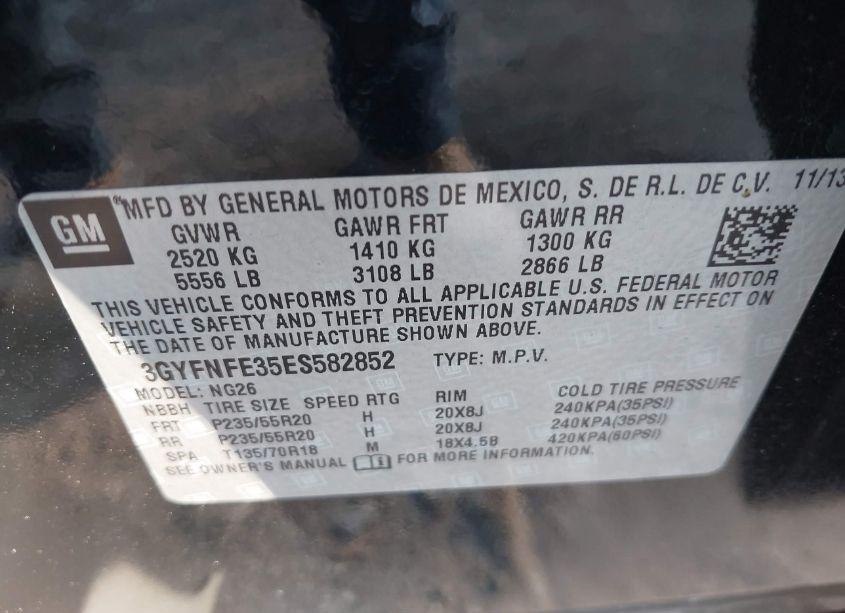 GM
MFD BY GENERAL MOTORS DE MEXICO, S. DE R.L. DE C.V. 11/13
GVWR GAWR FRT GAWR RR
2520 KG 1410 KG 1300 KG
5556 LB 3108 LB 2866 LB
THIS VEHICLE CONFORMS TO ALL APPLICABLE U.S. FEDERAL MOTOR
VEHICLE SAFETY AND THEFT PREVENTION STANDARDS IN EFFECT ON
THE DATE OF MANUFACTURE SHOWN ABOVE.
3GYFNFE35ES582852 TYPE: M.P.V.
MODEL: NG26
NBBH TIRE SIZE SPEED RTG RIM COLD TIRE PRESSURE
FRT P235/55R20 H 20X8J 240KPA(35PSI)
RR P235/55R20 H 20X8J 240KPA(35PSI)
SPA T135/70R18 M 18X4.5B 420KPA(60PSI)
SEE OWNER'S MANUAL FOR MORE INFORMATION.